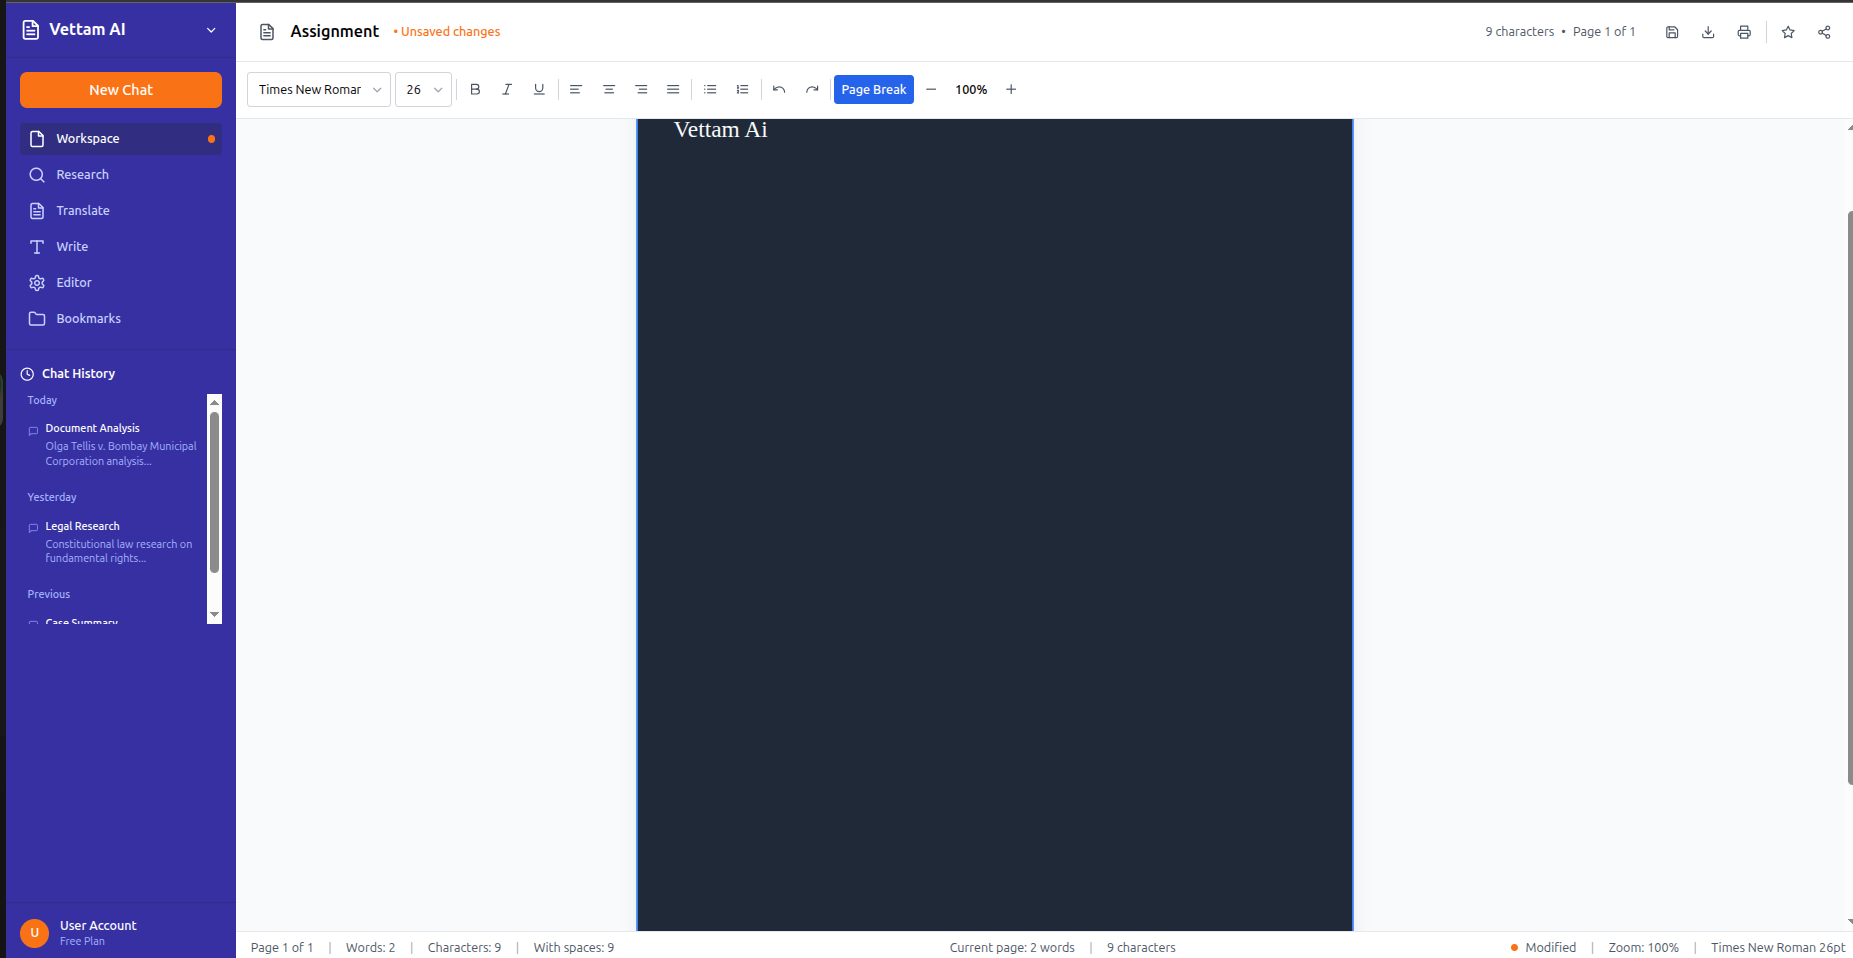 Vettam AI
New Chat
Workspace
Research
Translate
Write
Editor
Bookmarks
Chat History
Today
Document Analysis
Olga Tellis v. Bombay Municipal
Corporation analysis...
Yesterday
Legal Research
Constitutional law research on
fundamental rights...
Previous
Case Summary
U
User Account
Free Plan
Assignment
• Unsaved changes
9 characters • Page 1 of 1
Times New Romar
26
B
I
U
Page Break
100%
Vettam Ai
Page 1 of 1 | Words: 2 | Characters: 9 | With spaces: 9
Current page: 2 words | 9 characters
Modified | Zoom: 100% | Times New Roman 26pt